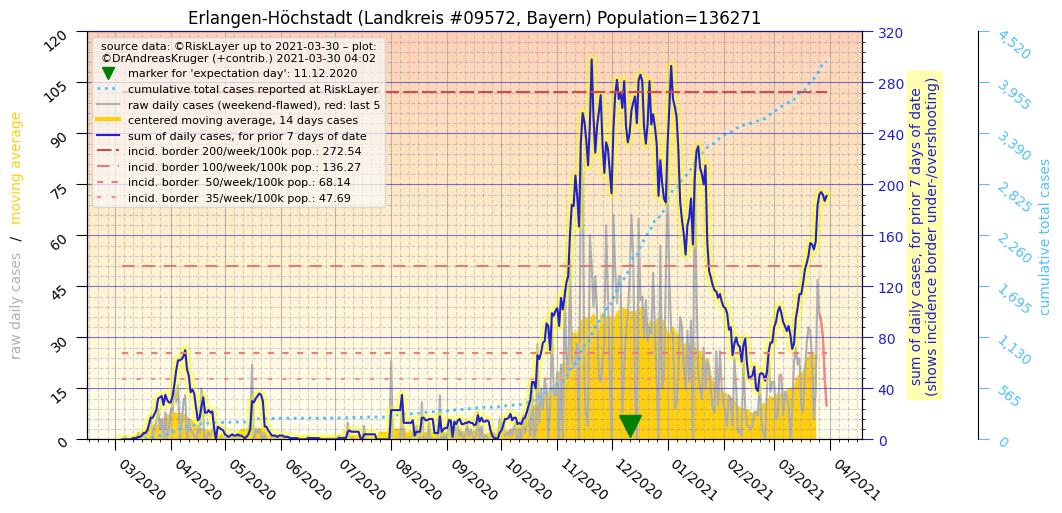 Erlangen-Höchstadt (Landkreis #09572, Bayern) Population=136271
source data: ©RiskLayer up to 2021-03-30 – plot:
©DrAndreasKruger (+contrib.) 2021-03-30 04:02
marker for 'expectation day': 11.12.2020
cumulative total cases reported at RiskLayer
raw daily cases (weekend-flawed), red: last 5
centered moving average, 14 days cases
sum of daily cases, for prior 7 days of date
incid. border 200/week/100k pop.: 272.54
incid. border 100/week/100k pop.: 136.27
incid. border  50/week/100k pop.: 68.14
incid. border  35/week/100k pop.: 47.69
raw daily cases / moving average
120
105
90
75
60
45
30
15
0
03/2020
04/2020
05/2020
06/2020
07/2020
08/2020
09/2020
10/2020
11/2020
12/2020
01/2021
02/2021
03/2021
04/2021
320
280
240
200
160
120
80
40
0
sum of daily cases, for prior 7 days of date
(shows incidence border under-/overshooting)
4,520
3,955
3,390
2,825
2,260
1,695
1,130
565
0
cumulative total cases